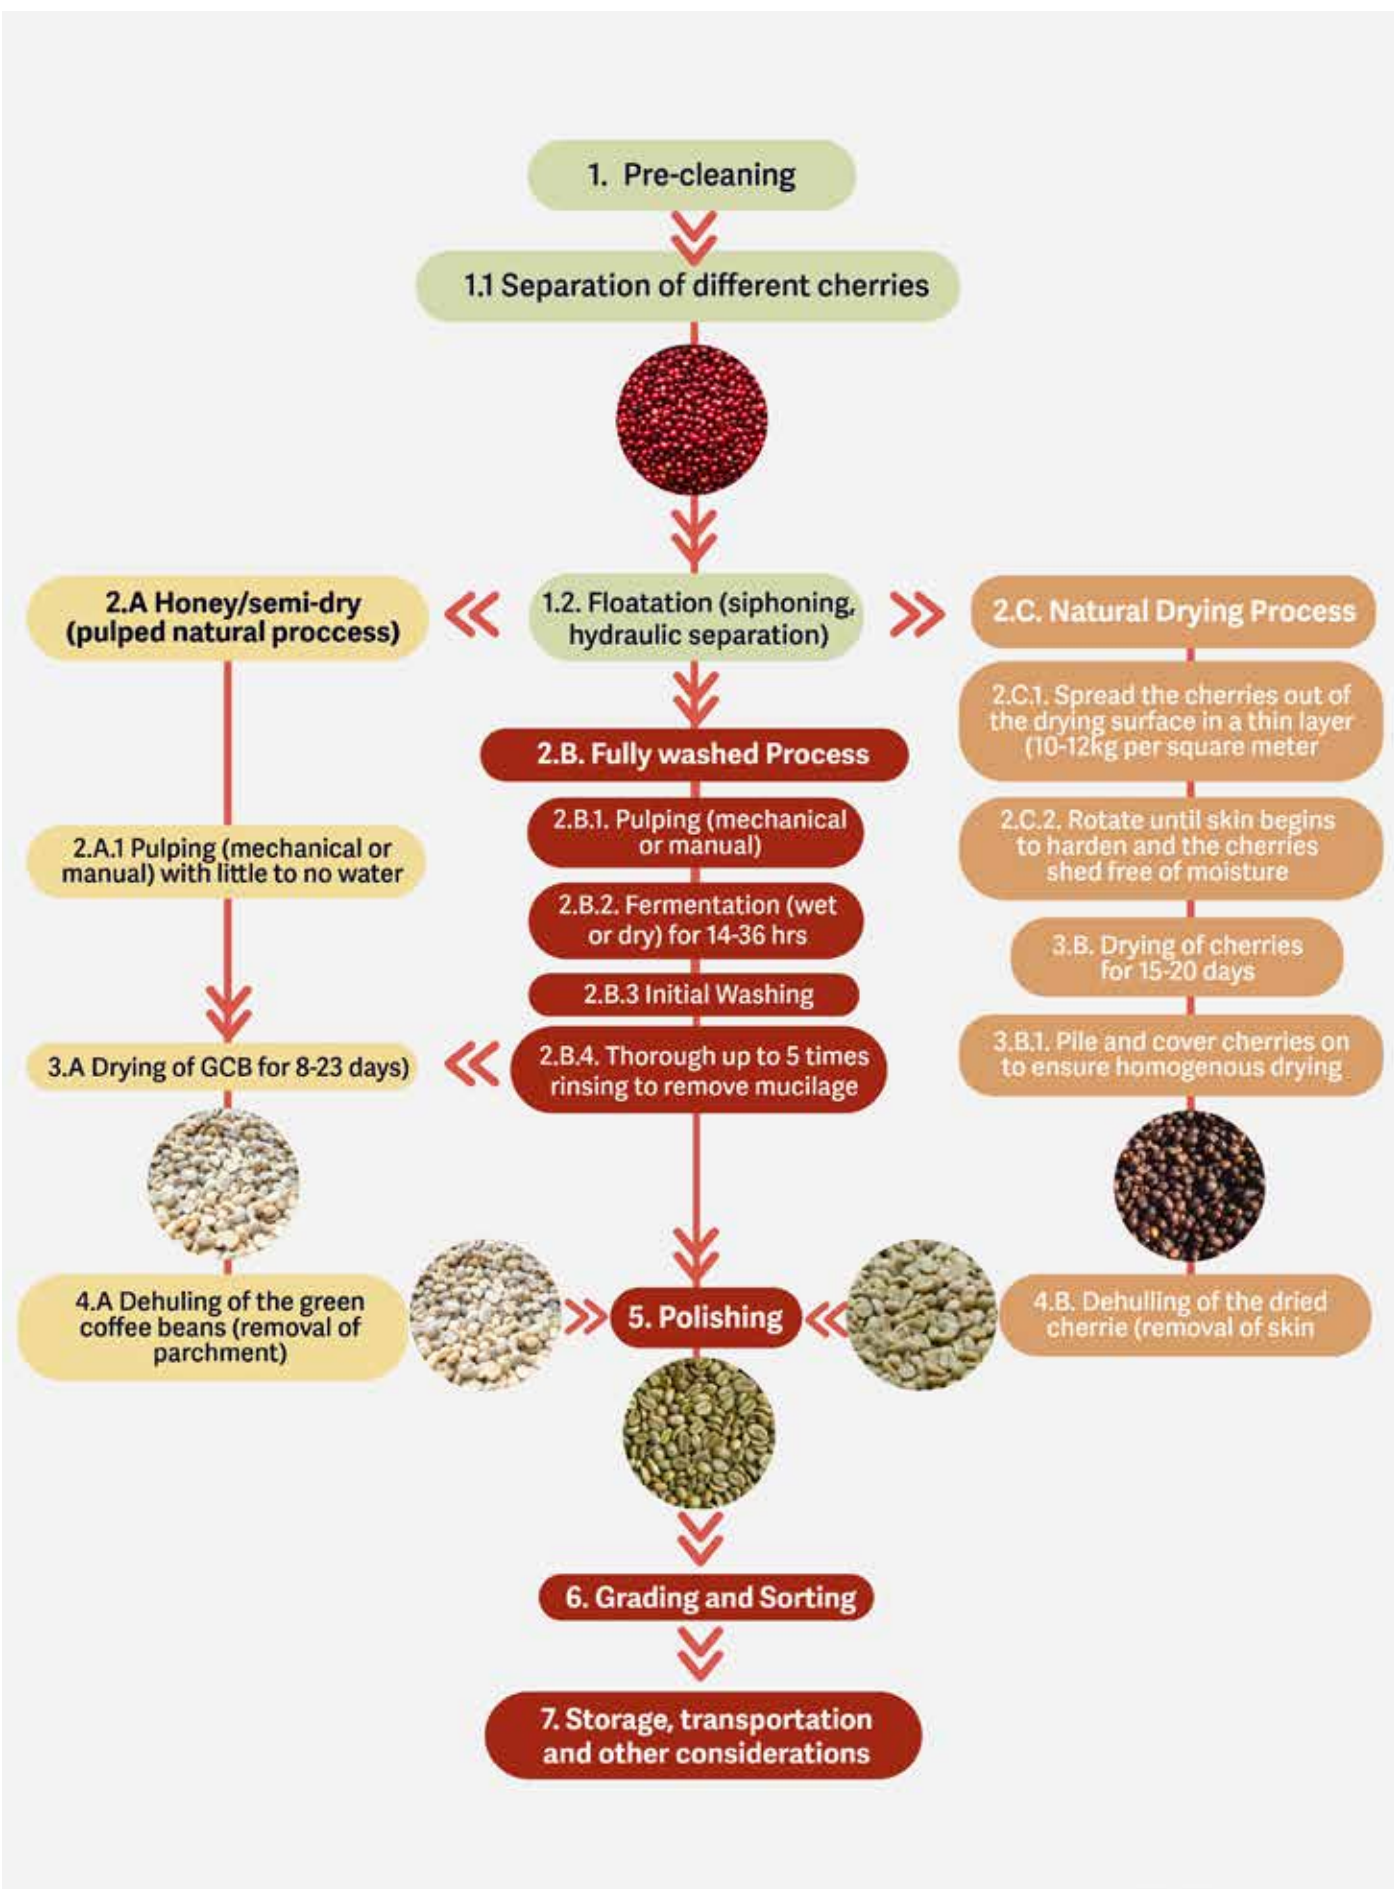 1. Pre-cleaning
1.1 Separation of different cherries
2.A Honey/semi-dry
(pulped natural proccess)
1.2. Floatation (siphoning,
hydraulic separation)
2.C. Natural Drying Process
2.C.1. Spread the cherries out of
the drying surface in a thin layer
(10-12kg per square meter
2.B. Fully washed Process
2.B.1. Pulping (mechanical
or manual)
2.C.2. Rotate until skin begins
to harden and the cherries
shed free of moisture
2.A.1 Pulping (mechanical or
manual) with little to no water
2.B.2. Fermentation (wet
or dry) for 14-36 hrs
3.B. Drying of cherries
for 15-20 days
2.B.3 Initial Washing
3.A Drying of GCB for 8-23 days)
2.B.4. Thorough up to 5 times
rinsing to remove mucilage
3.B.1. Pile and cover cherries on
to ensure homogenous drying
4.A Dehuling of the green
coffee beans (removal of
parchment)
5. Polishing
4.B. Dehulling of the dried
cherrie (removal of skin
6. Grading and Sorting
7. Storage, transportation
and other considerations